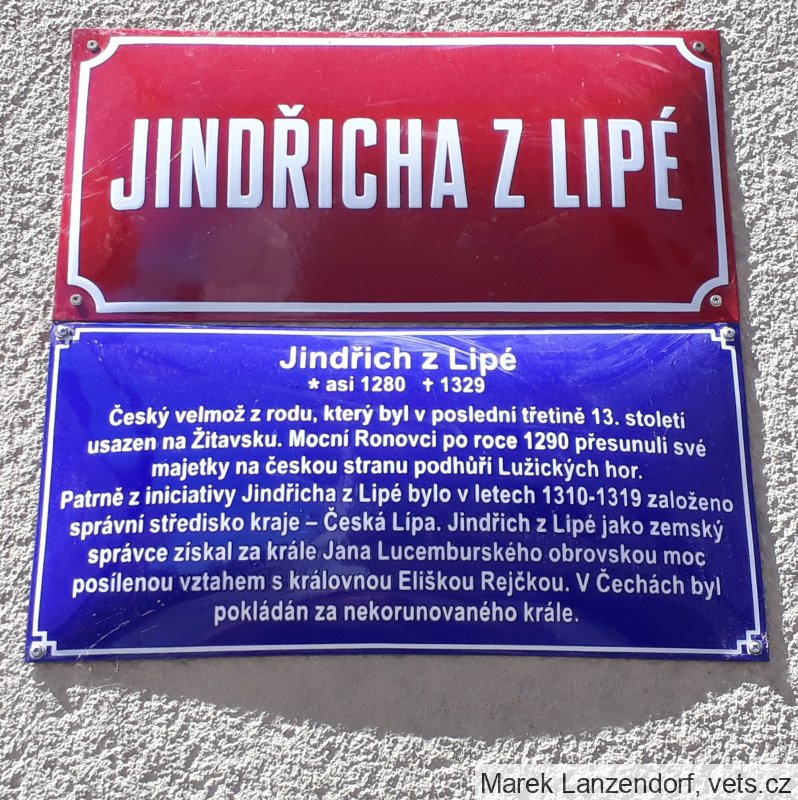 JINDŘICHA Z LIPÉ
Jindřich z Lipé
* asi 1280 † 1329
Český velmož z rodu, který byl v poslední třetině 13. století
usazen na Žitavsku. Mocní Ronovci po roce 1290 přesunuli své
majetky na českou stranu podhůří Lužických hor.
Patrně z iniciativy Jindřicha z Lipé bylo v letech 1310-1319 založeno
správní středisko kraje – Česká Lípa. Jindřich z Lipé jako zemský
správce získal za krále Jana Lucemburského obrovskou moc
posílenou vztahem s královnou Eliškou Rejčkou. V Čechách byl
pokládán za nekorunovaného krále.
Marek Lanzendorf, vets.cz